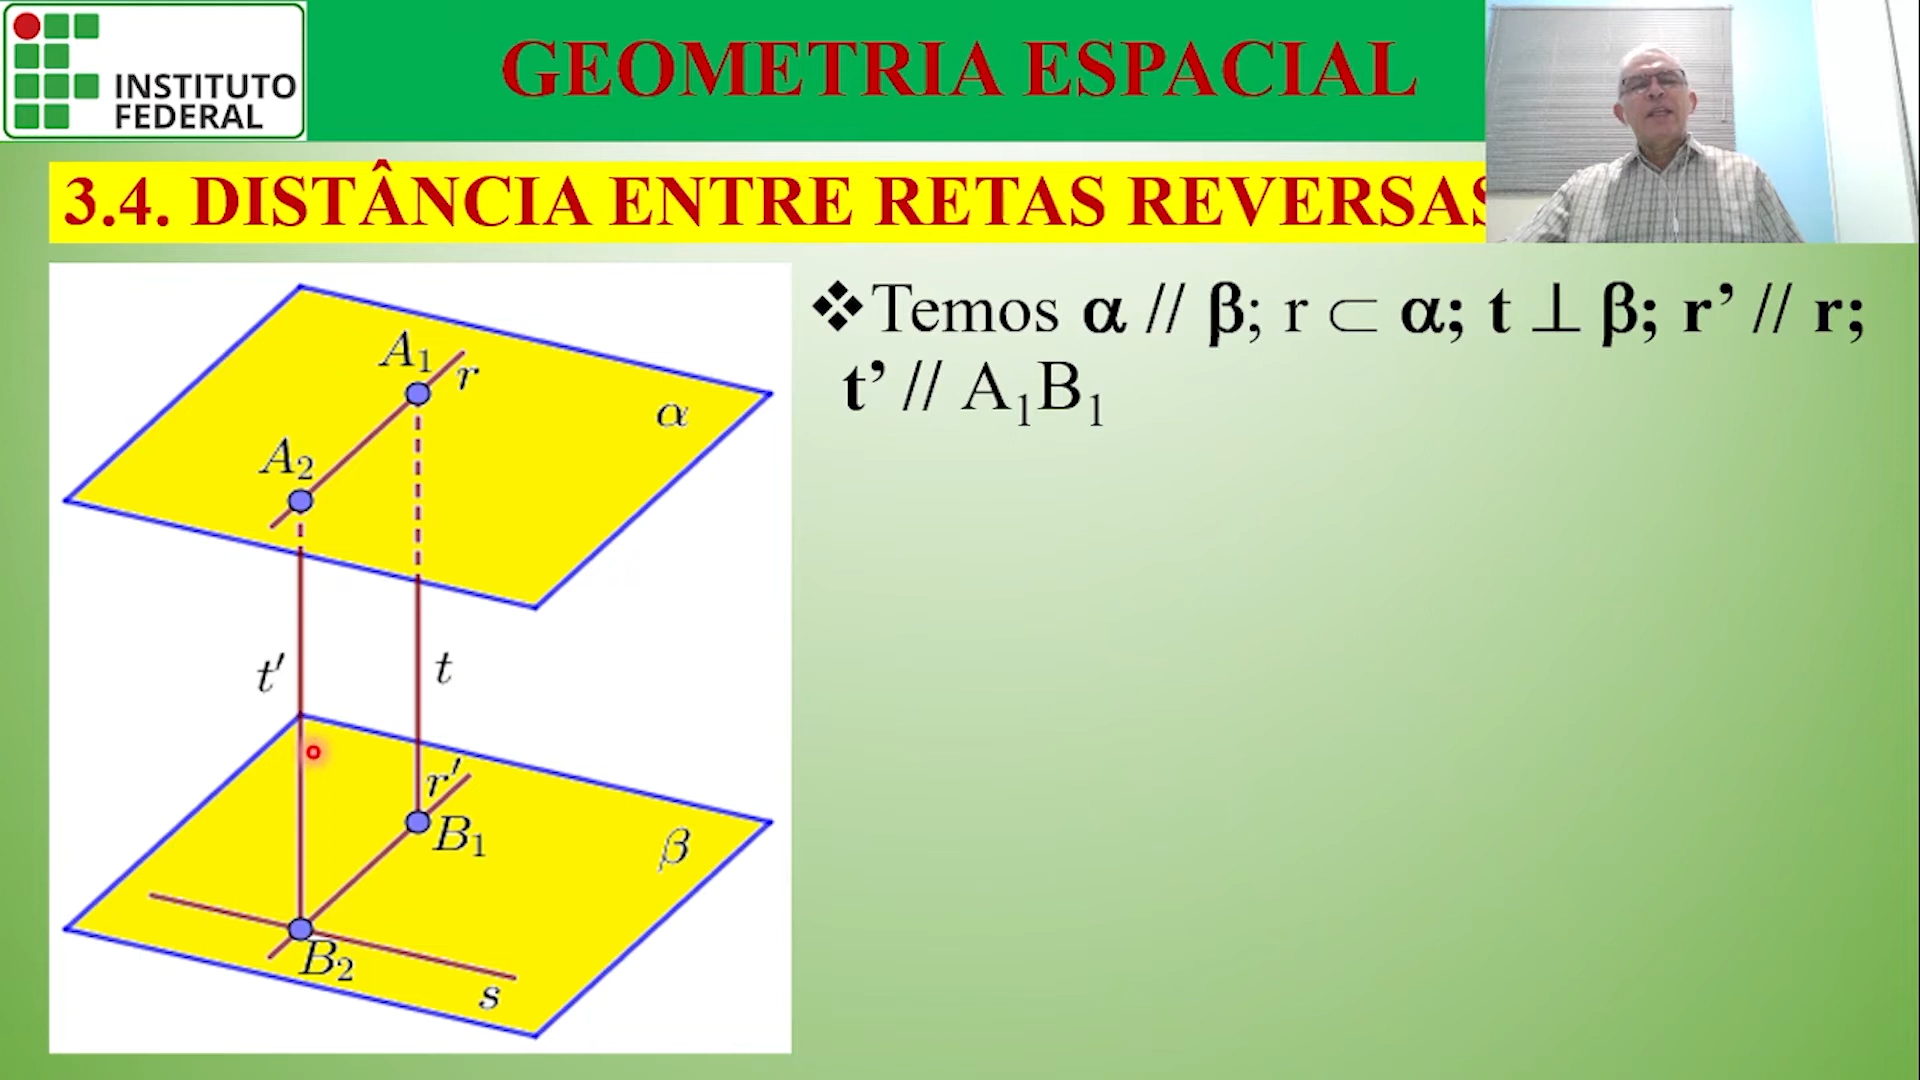 INSTITUTO
FEDERAL
GEOMETRIA ESPACIAL
3.4. DISTÂNCIA ENTRE RETAS REVERSAS
❖Temos α // β; r ⊂ α; t ⊥ β; r’ // r;
t’ // A₁B₁
A₁
r
α
A₂
t′
t
r′
B₁
β
B₂
s